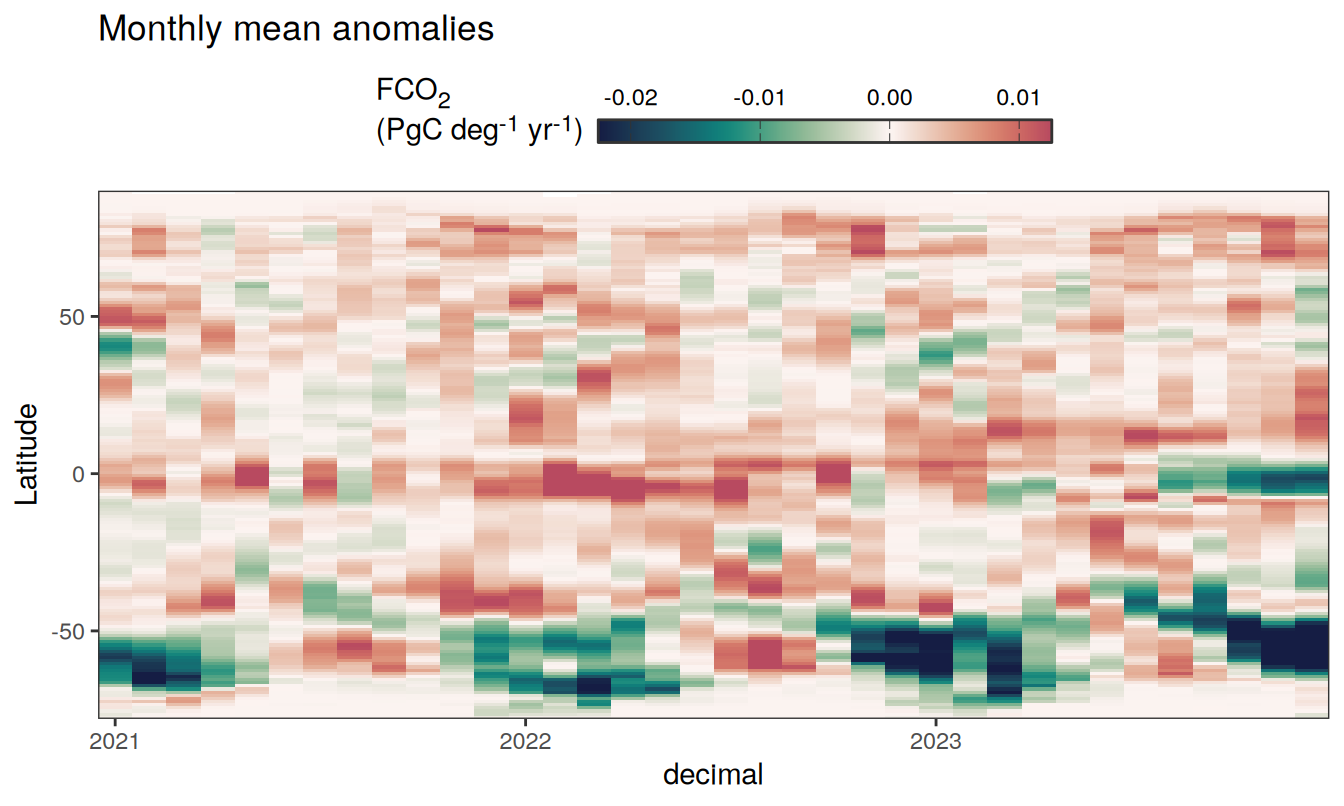 Monthly mean anomalies
FCO₂
(PgC deg⁻¹ yr⁻¹)
-0.02 -0.01 0.00 0.01
Latitude
50
0
-50
2021 2022 2023
decimal